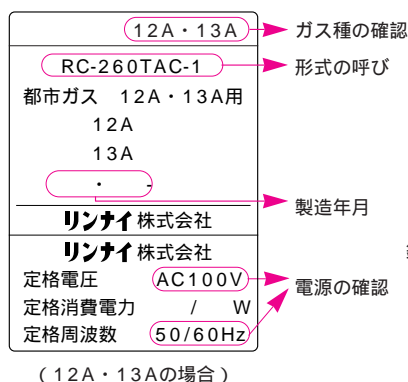 12A・13A ガス種の確認
RC-260TAC-1 形式の呼び
都市ガス 12A・13A用
12A
13A
・ -
製造年月
リンナイ株式会社
リンナイ株式会社
定格電圧 AC100V
電源の確認
定格消費電力 / W
定格周波数 50/60Hz
(12A・13Aの場合)